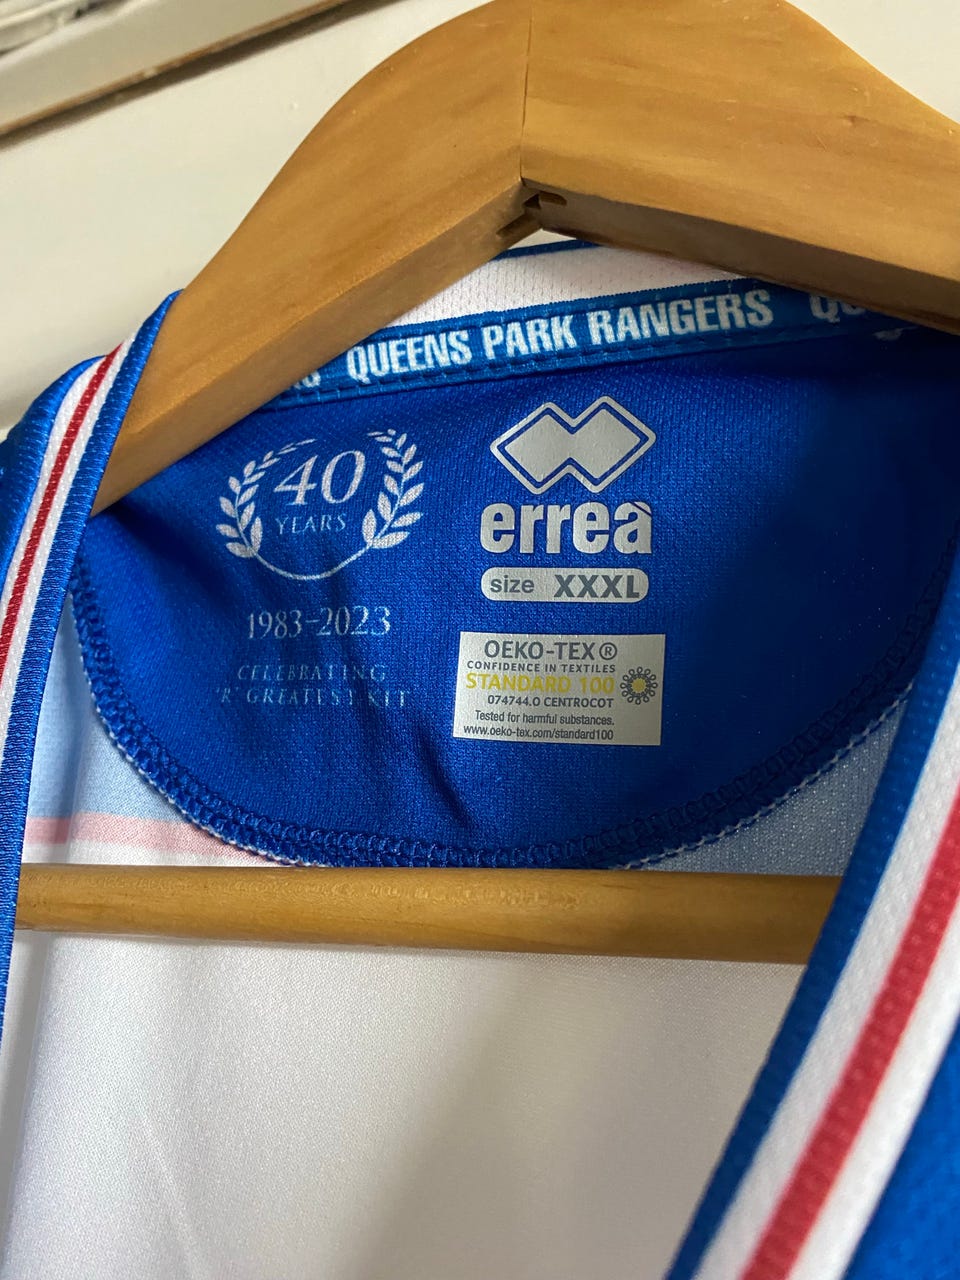 QUEENS PARK RANGERS
40
YEARS
1983-2023
CELEBRATING
'R' GREATEST KIT
erreà
size XXXL
OEKO-TEX®
CONFIDENCE IN TEXTILES
STANDARD 100
074744.O CENTROCOT
Tested for harmful substances.
www.oeko-tex.com/standard100